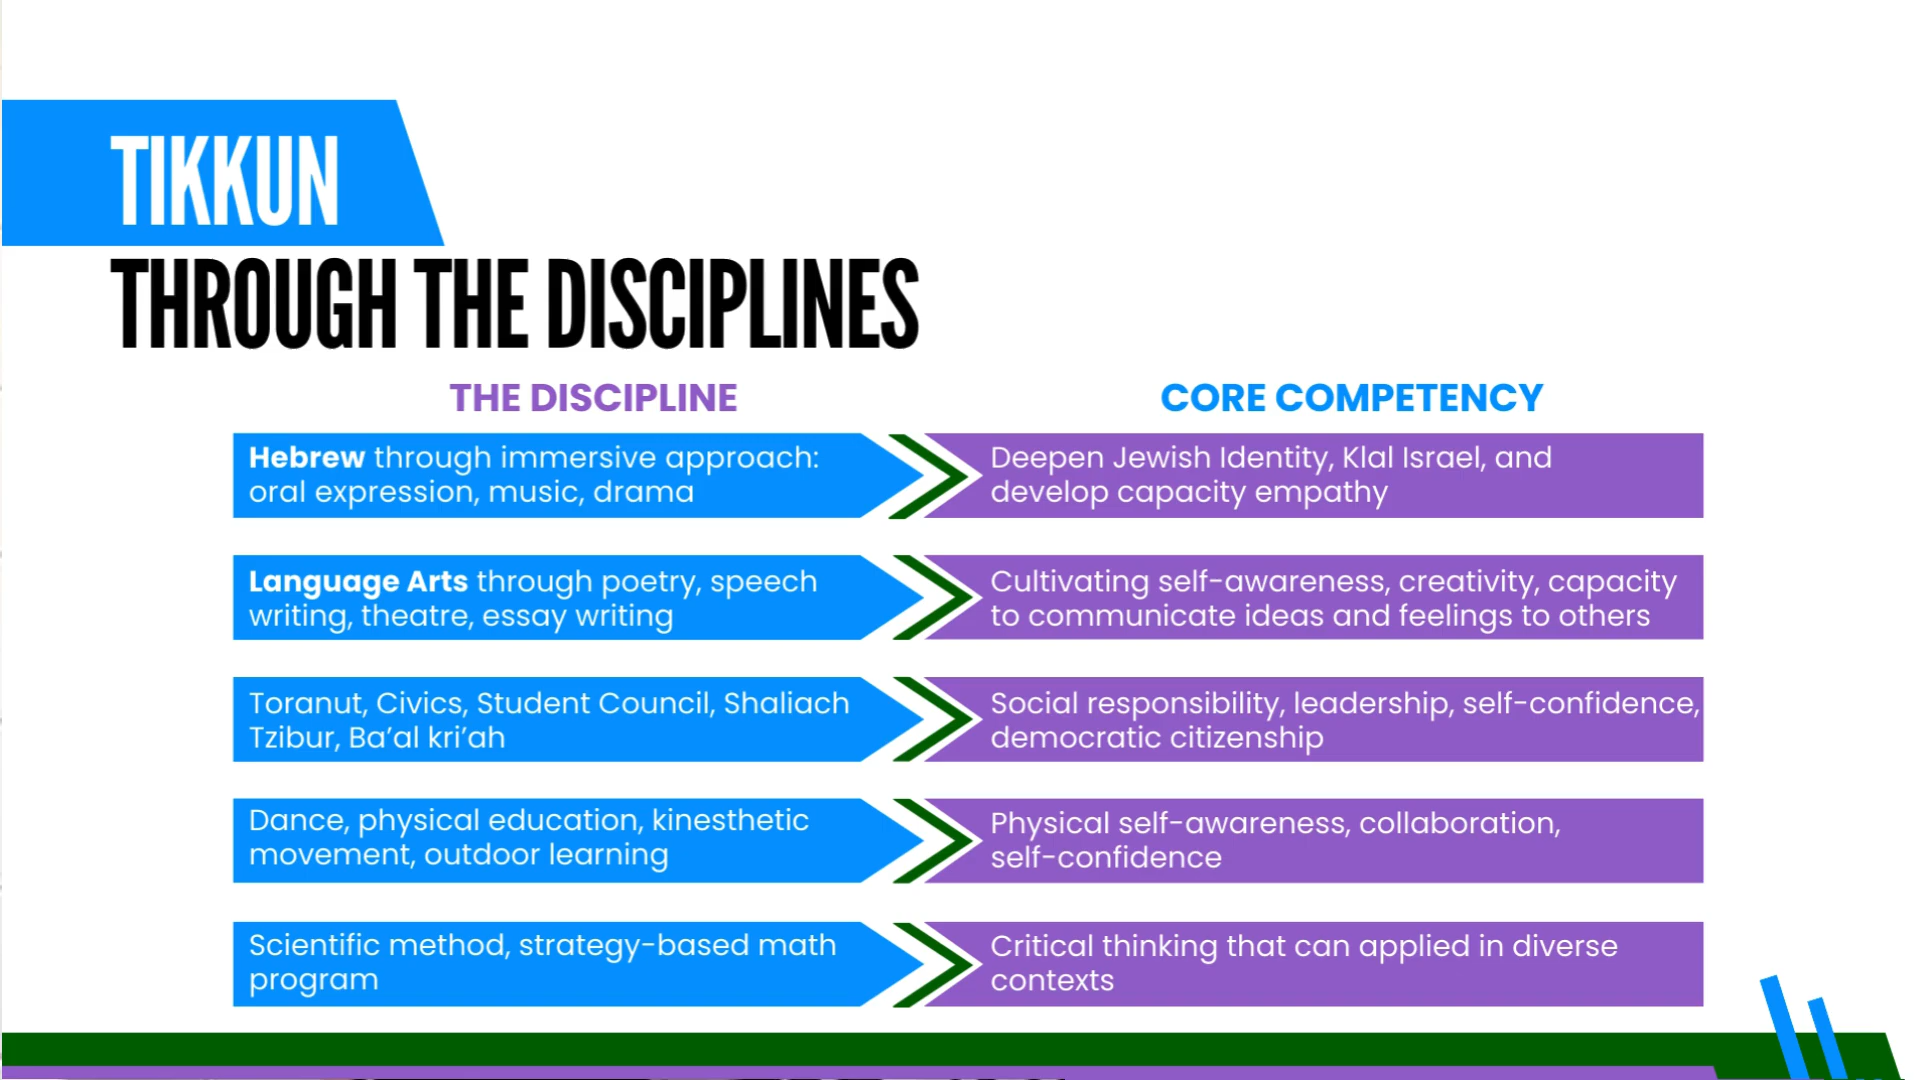 TIKKUN
THROUGH THE DISCIPLINES
THE DISCIPLINE
CORE COMPETENCY
Hebrew through immersive approach:
oral expression, music, drama
Deepen Jewish Identity, Klal Israel, and
develop capacity empathy
Language Arts through poetry, speech
writing, theatre, essay writing
Cultivating self-awareness, creativity, capacity
to communicate ideas and feelings to others
Toranut, Civics, Student Council, Shaliach
Tzibur, Ba’al kri’ah
Social responsibility, leadership, self-confidence,
democratic citizenship
Dance, physical education, kinesthetic
movement, outdoor learning
Physical self-awareness, collaboration,
self-confidence
Scientific method, strategy-based math
program
Critical thinking that can applied in diverse
contexts